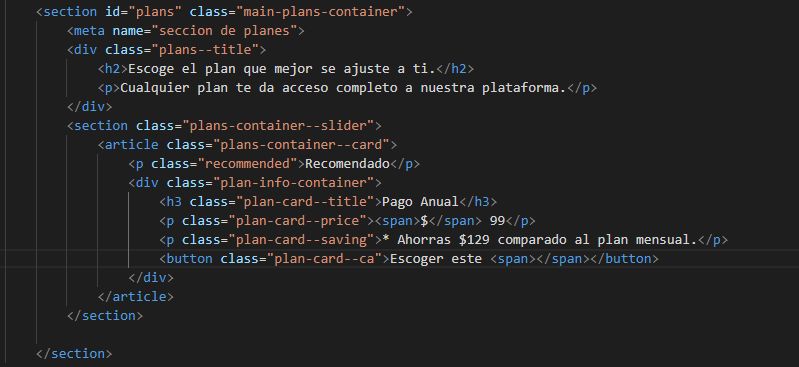 <section id="plans" class="main-plans-container">
    <meta name="seccion de planes">
    <div class="plans--title">
        <h2>Escoge el plan que mejor se ajuste a ti.</h2>
        <p>Cualquier plan te da acceso completo a nuestra plataforma.</p>
    </div>
    <section class="plans-container--slider">
        <article class="plans-container--card">
            <p class="recommended">Recomendado</p>
            <div class="plan-info-container">
                <h3 class="plan-card--title">Pago Anual</h3>
                <p class="plan-card--price"><span>$</span> 99</p>
                <p class="plan-card--saving">* Ahorras $129 comparado al plan mensual.</p>
                <button class="plan-card--ca">Escoger este <span></span></button>
            </div>
        </article>
    </section>
</section>